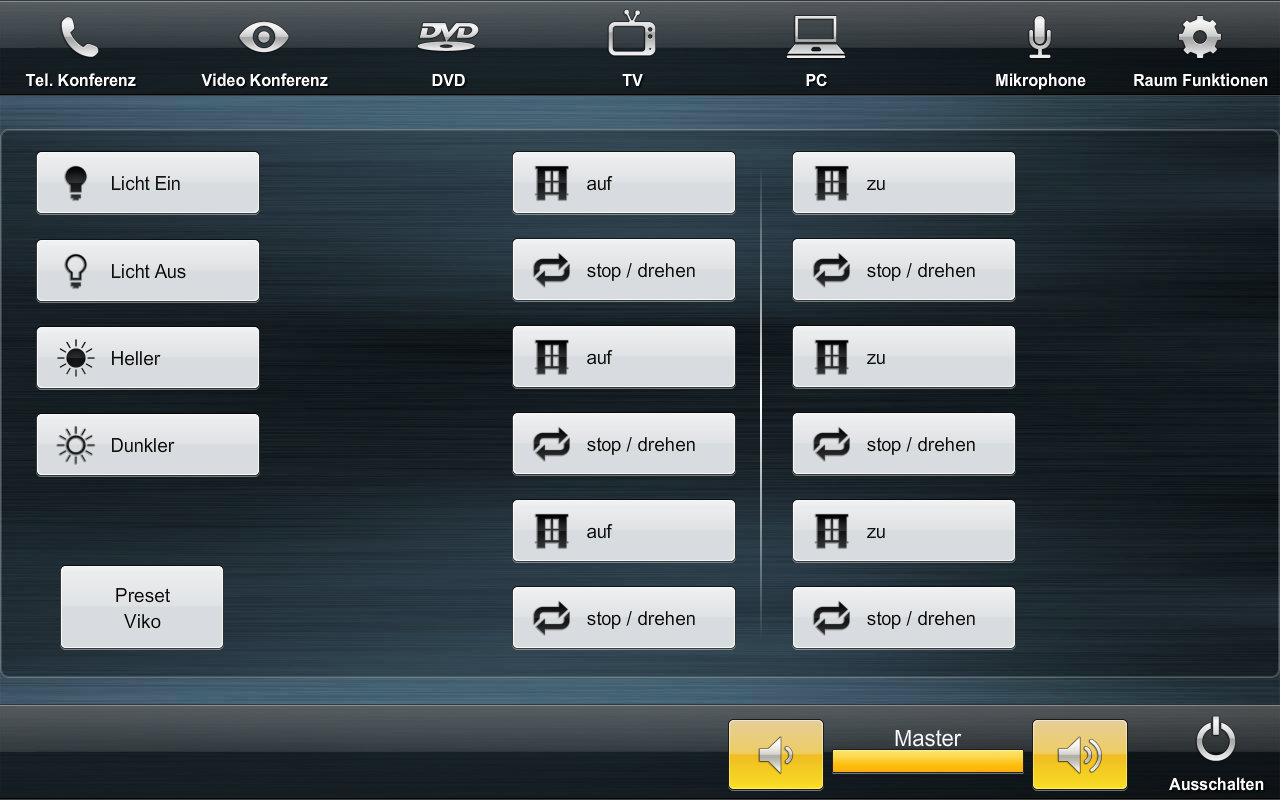 Tel. Konferenz
Video Konferenz
DVD
DVD
TV
PC
Mikrophone
Raum Funktionen
Licht Ein
auf
zu
Licht Aus
stop / drehen
stop / drehen
Heller
auf
zu
Dunkler
stop / drehen
stop / drehen
auf
zu
Preset
Viko
stop / drehen
stop / drehen
Master
Ausschalten